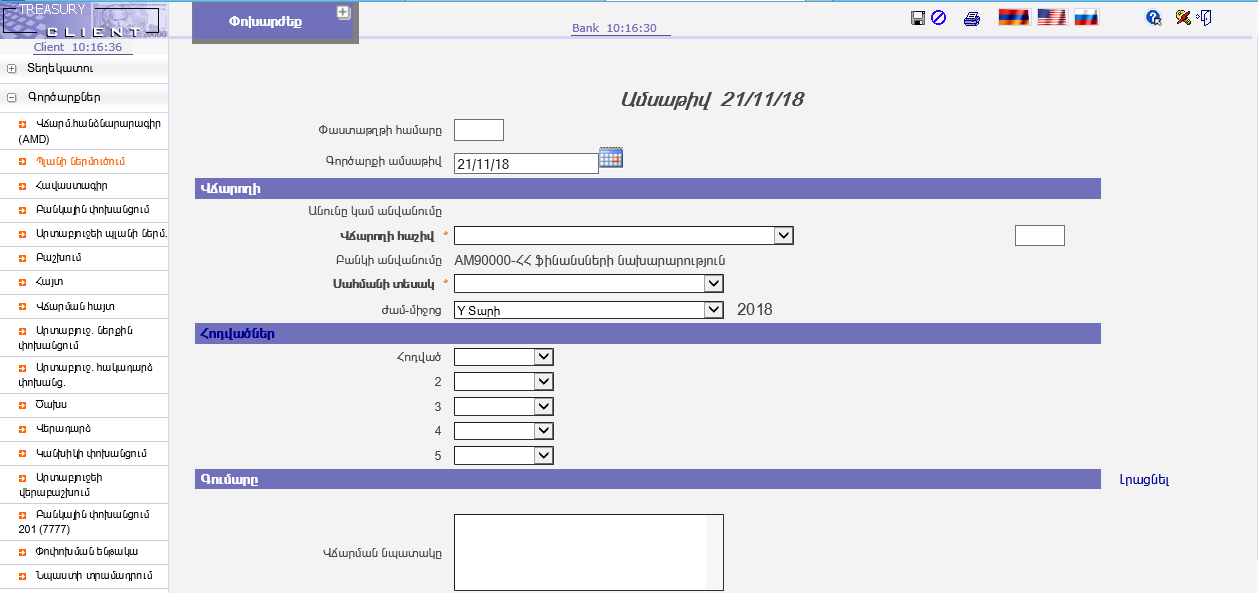 TREASURY
CLIENT
Client 10:16:36
Փոխարժեք
Bank 10:16:30
Տեղեկատու
Գործարքներ
Վճարմ.հանձնարարագիր
(AMD)
Պլանի ներմուծում
Հավաստագիր
Բանկային փոխանցում
Արտաբյուջեի պլանի ներմ.
Բաշխում
Հայտ
Վճարման հայտ
Արտաբյուջ. ներքին
փոխանցում
Արտաբյուջ. հակադարձ
փոխանց.
Ծախս
Վերադարձ
Կանխիկի փոխանցում
Արտաբյուջեի
վերաբաշխում
Բանկային փոխանցում
201 (7777)
Փոփոխման ենթակա
Նպաստի տրամադրում
Ամսաթիվ 21/11/18
Փաստաթղթի համարը
Գործարքի ամսաթիվ 21/11/18
Վճարողի
Անունը կամ անվանումը
Վճարողի հաշիվ *
Բանկի անվանումը AM90000-ՀՀ ֆինանսների նախարարություն
Սահմանի տեսակ *
Ժամ-միջոց Y Տարի 2018
Հոդվածներ
Հոդված
2
3
4
5
Գումարը Լրացնել
Վճարման նպատակը